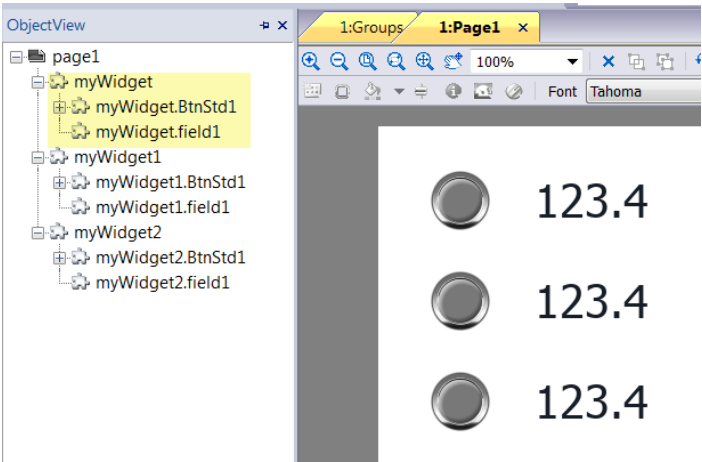 ObjectView
page1
myWidget
myWidget.BtnStd1
myWidget.field1
myWidget1
myWidget1.BtnStd1
myWidget1.field1
myWidget2
myWidget2.BtnStd1
myWidget2.field1
1:Groups 1:Page1
100%
Font Tahoma
123.4
123.4
123.4